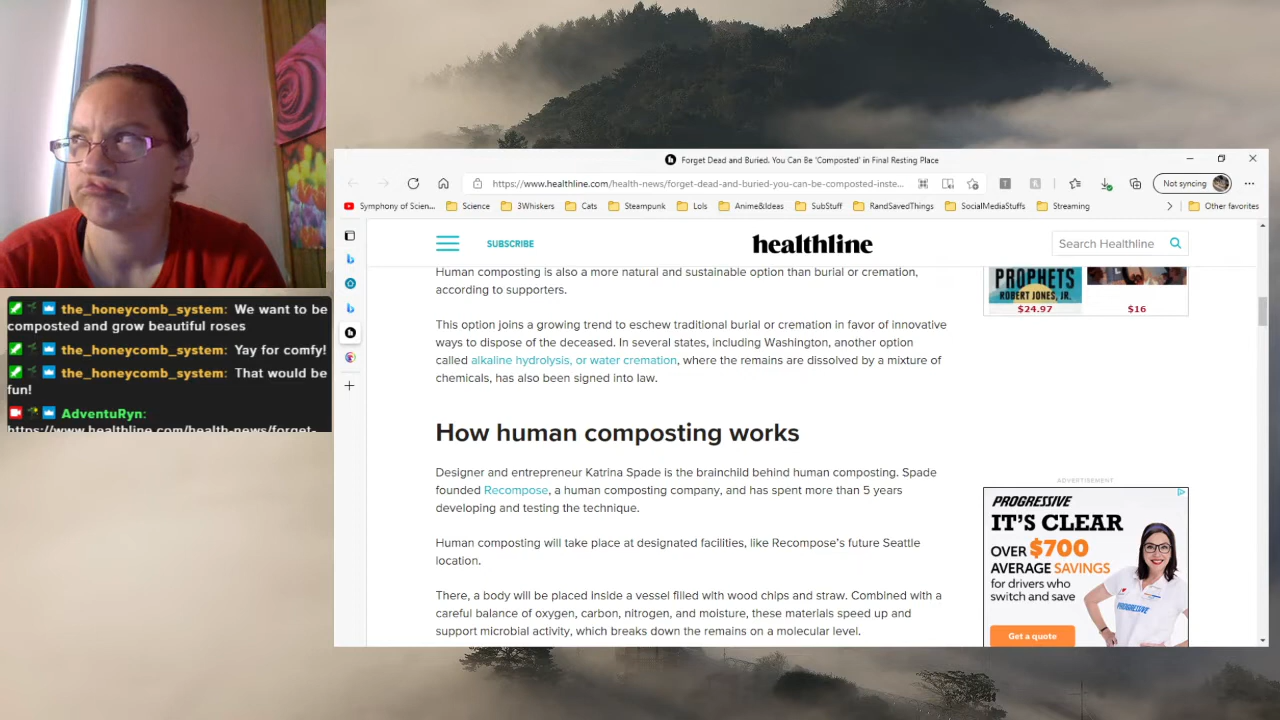 Forget Dead and Buried. You Can Be 'Composted' in Final Resting Place
https://www.healthline.com/health-news/forget-dead-and-buried-you-can-be-composted-inste...
Not syncing
Symphony of Scien...
Science
3Whiskers
Cats
Steampunk
Lols
Anime&Ideas
SubStuff
RandSavedThings
SocialMediaStuffs
Streaming
Other favorites
SUBSCRIBE
healthline
Search Healthline
Human composting is also a more natural and sustainable option than burial or cremation,
according to supporters.
This option joins a growing trend to eschew traditional burial or cremation in favor of innovative
ways to dispose of the deceased. In several states, including Washington, another option
called alkaline hydrolysis, or water cremation, where the remains are dissolved by a mixture of
chemicals, has also been signed into law.
How human composting works
Designer and entrepreneur Katrina Spade is the brainchild behind human composting. Spade
founded Recompose, a human composting company, and has spent more than 5 years
developing and testing the technique.
Human composting will take place at designated facilities, like Recompose's future Seattle
location.
There, a body will be placed inside a vessel filled with wood chips and straw. Combined with a
careful balance of oxygen, carbon, nitrogen, and moisture, these materials speed up and
support microbial activity, which breaks down the remains on a molecular level.
PROPHETS
ROBERT JONES, JR.
$24.97
$16
ADVERTISEMENT
PROGRESSIVE
IT'S CLEAR
OVER $700
AVERAGE SAVINGS
for drivers who
switch and save
PROGRESSIVE
Get a quote
the_honeycomb_system: We want to be
composted and grow beautiful roses
the_honeycomb_system: Yay for comfy!
the_honeycomb_system: That would be
fun!
AdventuRyn:
https://www.healthline.com/health-news/forget-